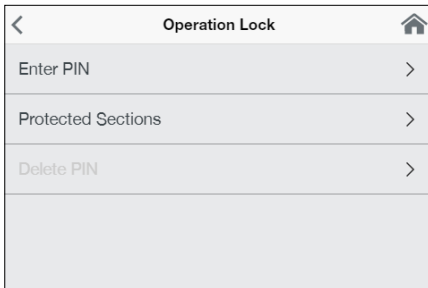 Operation Lock
Enter PIN
Protected Sections
Delete PIN